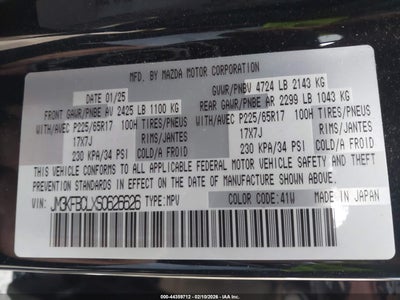 MFD. BY MAZDA MOTOR CORPORATION
DATE 01/25 GVWR/PNBV 4724 LB 2143 KG
FRONT GAWR/PNBE AV 2425 LB 1100 KG REAR GAWR/PNBE AR 2299 LB 1043 KG
WITH/AVEC P225/65R17 100H TIRES/PNEUS WITH/AVEC P225/65R17 100H TIRES/PNEUS
17X7J RIMS/JANTES 17X7J RIMS/JANTES
230 KPA/34 PSI COLD/A FROID 230 KPA/34 PSI COLD/A FROID
THIS VEHICLE CONFORMS TO ALL APPLICABLE FEDERAL MOTOR VEHICLE SAFETY
AND THEFT PREVENTION STANDARDS IN EFFECT ON THE DATE OF MANUFACTURE
SHOWN ABOVE.
VIN: JM3KFBCLXS0626626 TYPE: MPV COLOR CODE: 41W MADE IN JAPAN
000-44359712 - 02/10/2026 - IAAI - Copyright